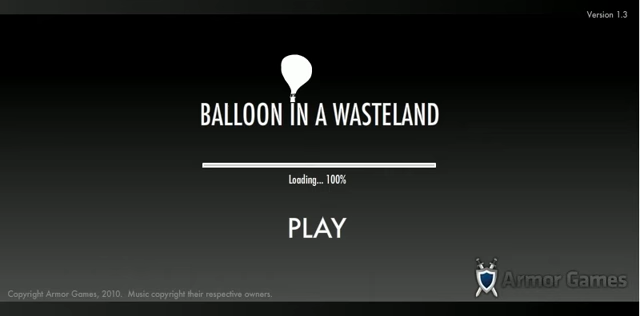 Version 1.3
BALLOON IN A WASTELAND
Loading... 100%
PLAY
Armor Games
Copyright Armor Games, 2010. Music copyright their respective owners.